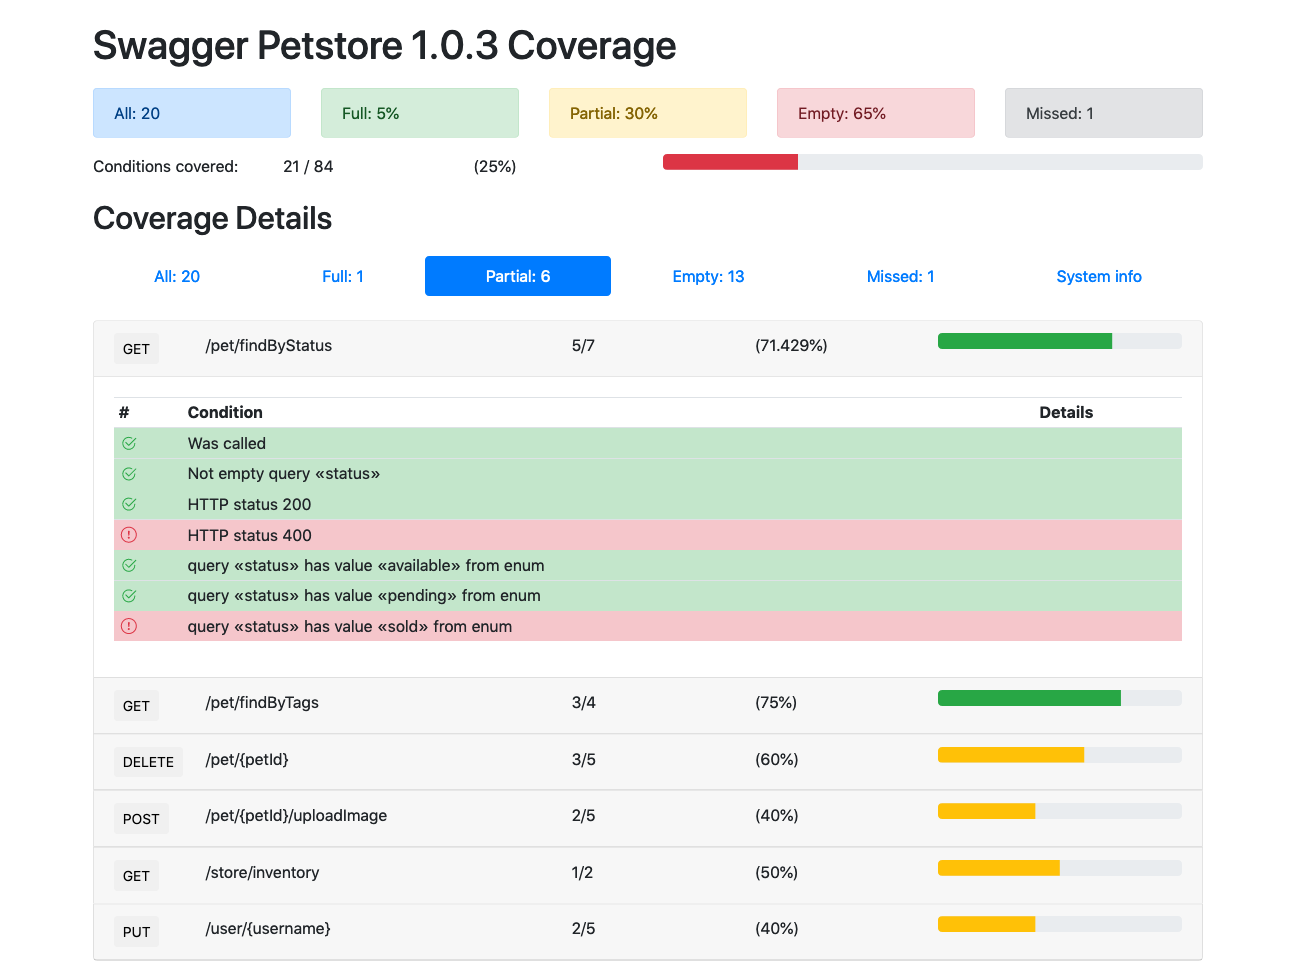 Swagger Petstore 1.0.3 Coverage
All: 20 Full: 5% Partial: 30% Empty: 65% Missed: 1
Conditions covered: 21 / 84 (25%)
Coverage Details
All: 20 Full: 1 Partial: 6 Empty: 13 Missed: 1 System info
GET /pet/findByStatus 5/7 (71.429%)
# Condition Details
Was called
Not empty query «status»
HTTP status 200
HTTP status 400
query «status» has value «available» from enum
query «status» has value «pending» from enum
query «status» has value «sold» from enum
GET /pet/findByTags 3/4 (75%)
DELETE /pet/{petId} 3/5 (60%)
POST /pet/{petId}/uploadImage 2/5 (40%)
GET /store/inventory 1/2 (50%)
PUT /user/{username} 2/5 (40%)